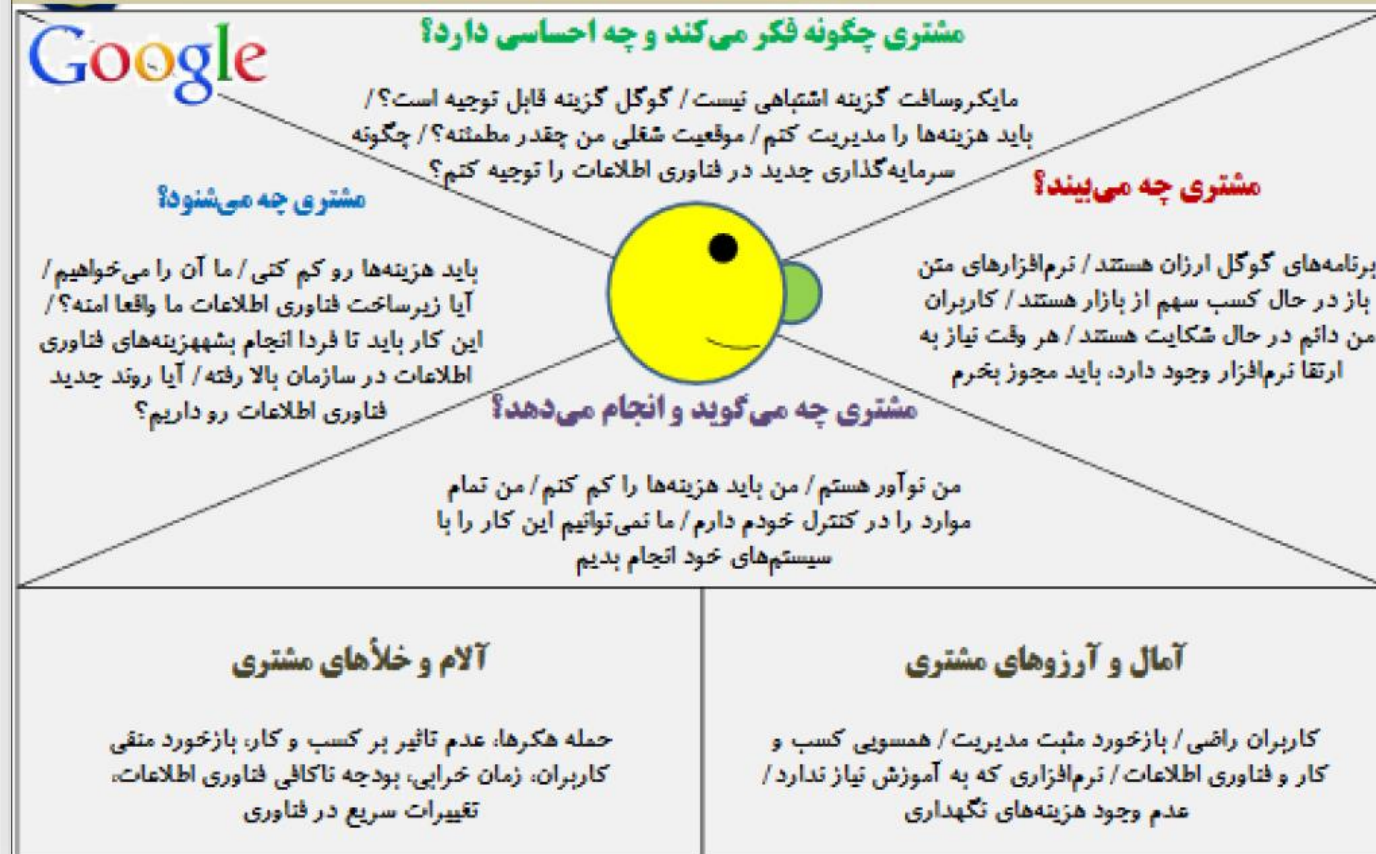 Google
مشتری چگونه فکر می‌کند و چه احساسی دارد؟
مایکروسافت گزینه اشتباهی نیست / گوگل گزینه قابل توجیه است؟ /
باید هزینه‌ها را مدیریت کنم / موقعیت شغلی من چقدر مطمئنه؟ / چگونه
سرمایه‌گذاری جدید در فناوری اطلاعات را توجیه کنم؟
مشتری چه می‌بیند؟
برنامه‌های گوگل ارزان هستند / نرم‌افزارهای متن
باز در حال کسب سهم از بازار هستند / کاربران
من دائم در حال شکایت هستند / هر وقت نیاز به
ارتقا نرم‌افزار وجود دارد، باید مجوز بخرم
مشتری چه می‌شنود؟
باید هزینه‌ها رو کم کنی / ما آن را می‌خواهیم /
آیا زیرساخت فناوری اطلاعات ما واقعا امنه؟ /
این کار باید تا فردا انجام بشههزینه‌های فناوری
اطلاعات در سازمان بالا رفته / آیا روند جدید
فناوری اطلاعات رو داریم؟
مشتری چه می‌گوید و انجام می‌دهد؟
من نوآور هستم / من باید هزینه‌ها را کم کنم / من تمام
موارد را در کنترل خودم دارم / ما نمی‌توانیم این کار را با
سیستم‌های خود انجام بدیم
آمال و آرزوهای مشتری
کاربران راضی / بازخورد مثبت مدیریت / همسویی کسب و
کار و فناوری اطلاعات / نرم‌افزاری که به آموزش نیاز ندارد /
عدم وجود هزینه‌های نگهداری
آلام و خلأهای مشتری
حمله هکرها، عدم تاثیر بر کسب و کار، بازخورد منفی
کاربران، زمان خرابی، بودجه ناکافی فناوری اطلاعات،
تغییرات سریع در فناوری